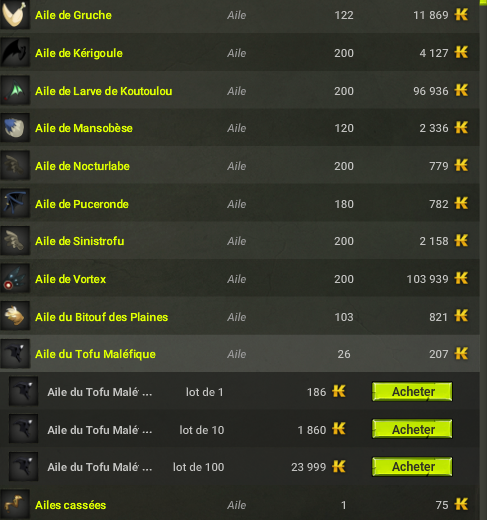 Aile de Gruche Aile 122 11 869
Aile de Kérigoule Aile 200 4 127
Aile de Larve de Koutoulou Aile 200 96 936
Aile de Mansobèse Aile 120 2 336
Aile de Nocturlabe Aile 200 779
Aile de Puceronde Aile 180 782
Aile de Sinistrofu Aile 200 2 158
Aile de Vortex Aile 200 103 939
Aile du Bitouf des Plaines Aile 103 821
Aile du Tofu Maléfique Aile 26 207
Aile du Tofu Malé ... lot de 1 186 Acheter
Aile du Tofu Malé ... lot de 10 1 860 Acheter
Aile du Tofu Malé ... lot de 100 23 999 Acheter
Ailes cassées Aile 1 75